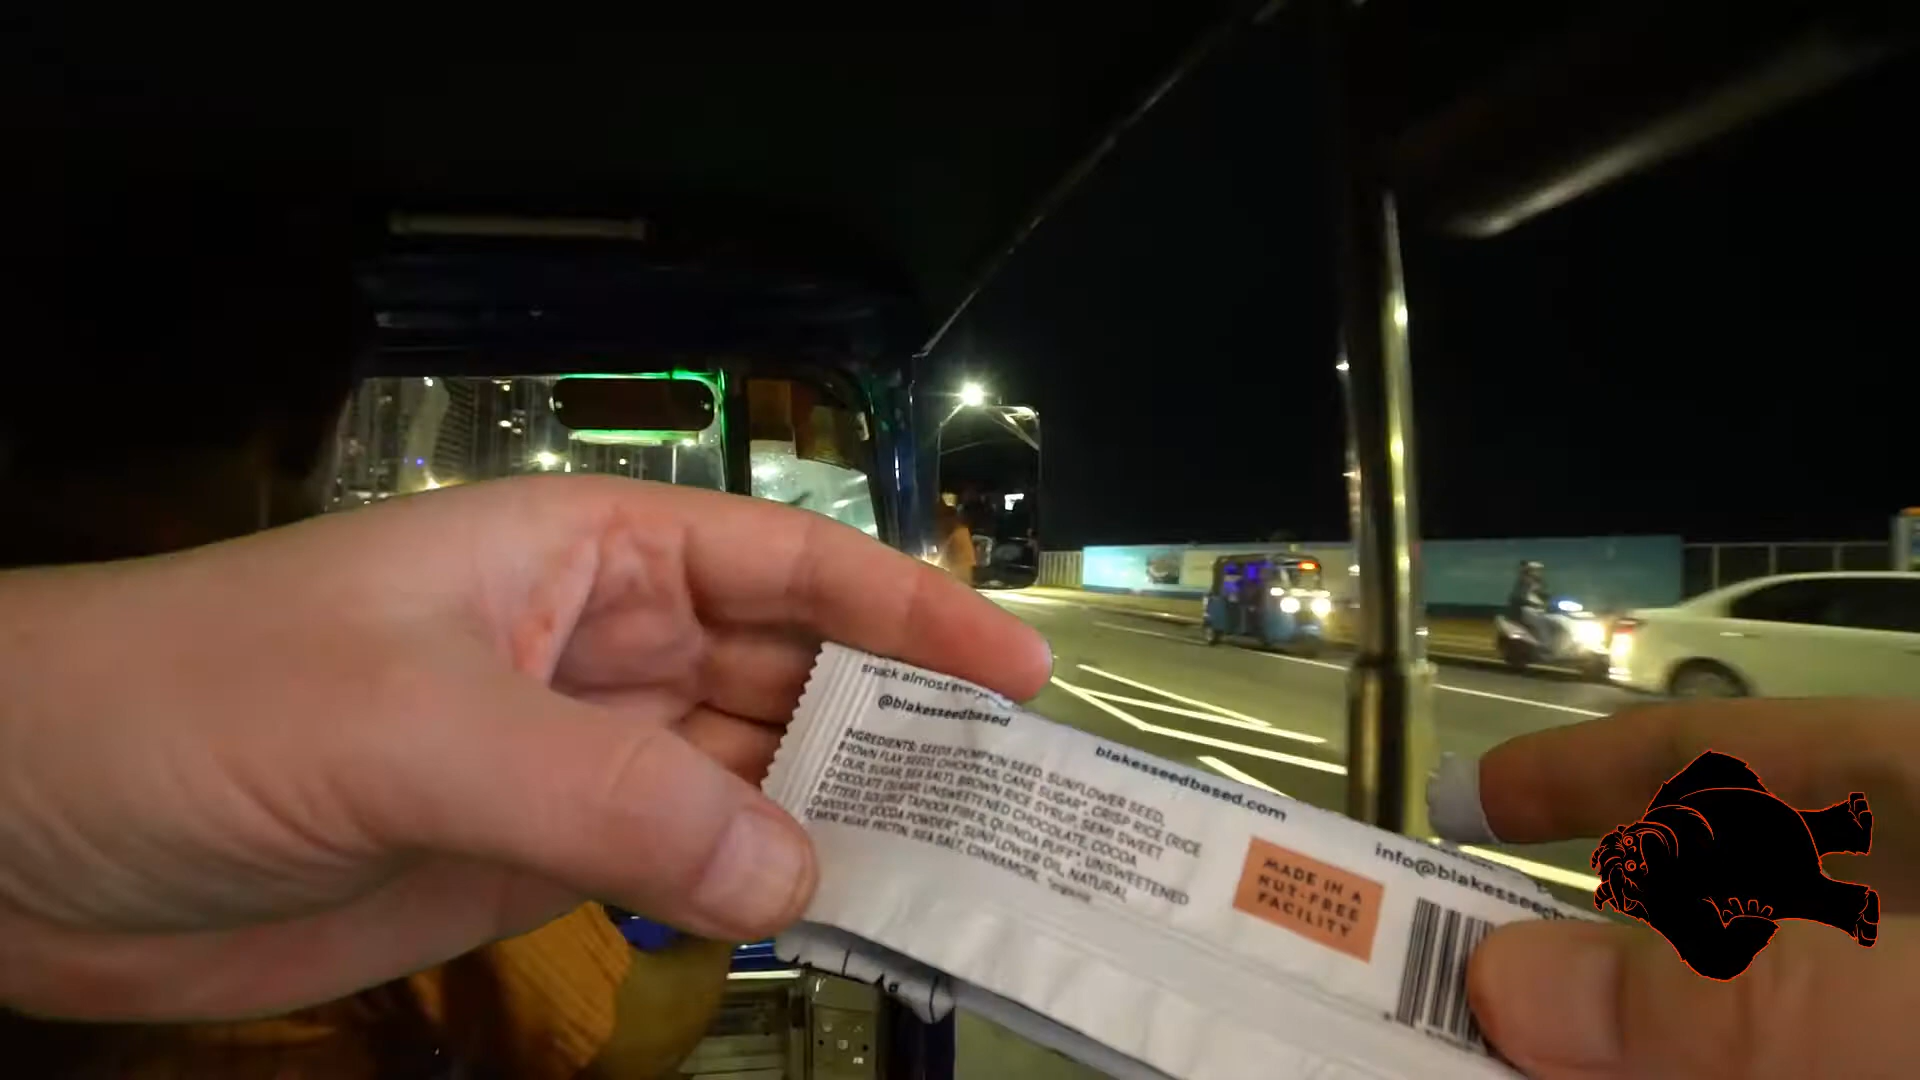 snack almost every
@blakesseedbased
blakesseedbased.com
info@blakesseedb
INGREDIENTS: SEEDS (PUMPKIN SEED, SUNFLOWER SEED,
BROWN FLAX SEED), CHICKPEAS, CANE SUGAR*, CRISP RICE (RICE
FLOUR, SUGAR, SEA SALT), BROWN RICE SYRUP, SEMI SWEET
CHOCOLATE (SUGAR, UNSWEETENED CHOCOLATE, COCOA
BUTTER), SOLUBLE TAPIOCA FIBER, QUINOA PUFF*, UNSWEETENED
CHOCOLATE (COCOA POWDER*, SUNFLOWER OIL, NATURAL
FLAVOR, AGAR, PECTIN, SEA SALT, CINNAMON. *organic
MADE IN A
NUT-FREE
FACILITY